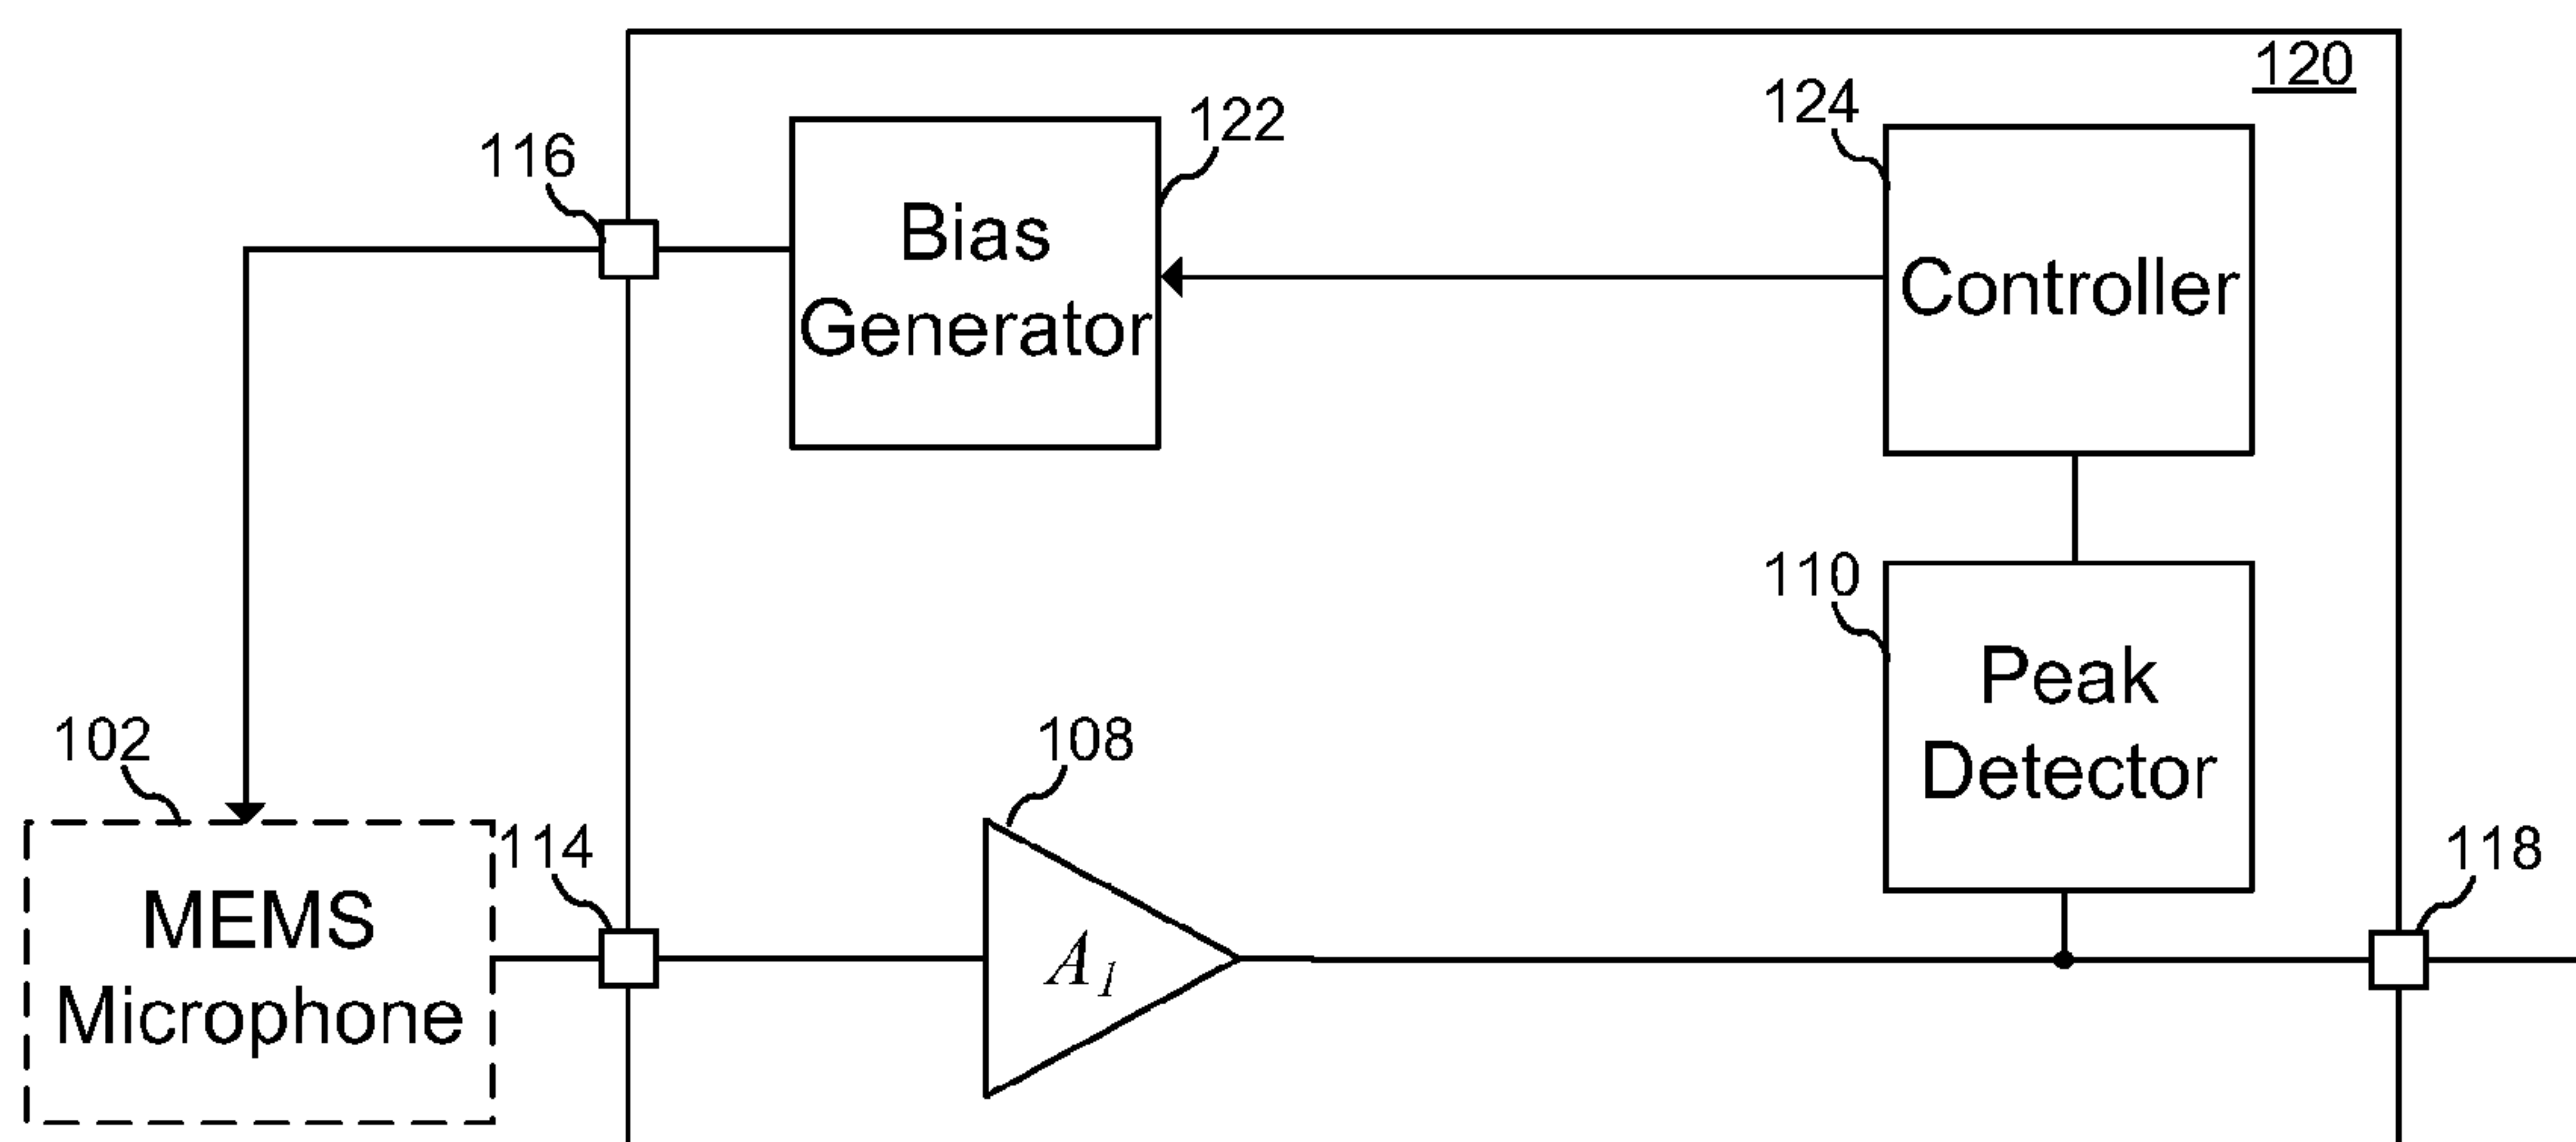 120
124
122
116
Bias
Generator
Controller
110
Peak
Detector
102
108
114
118
MEMS
Microphone
A1